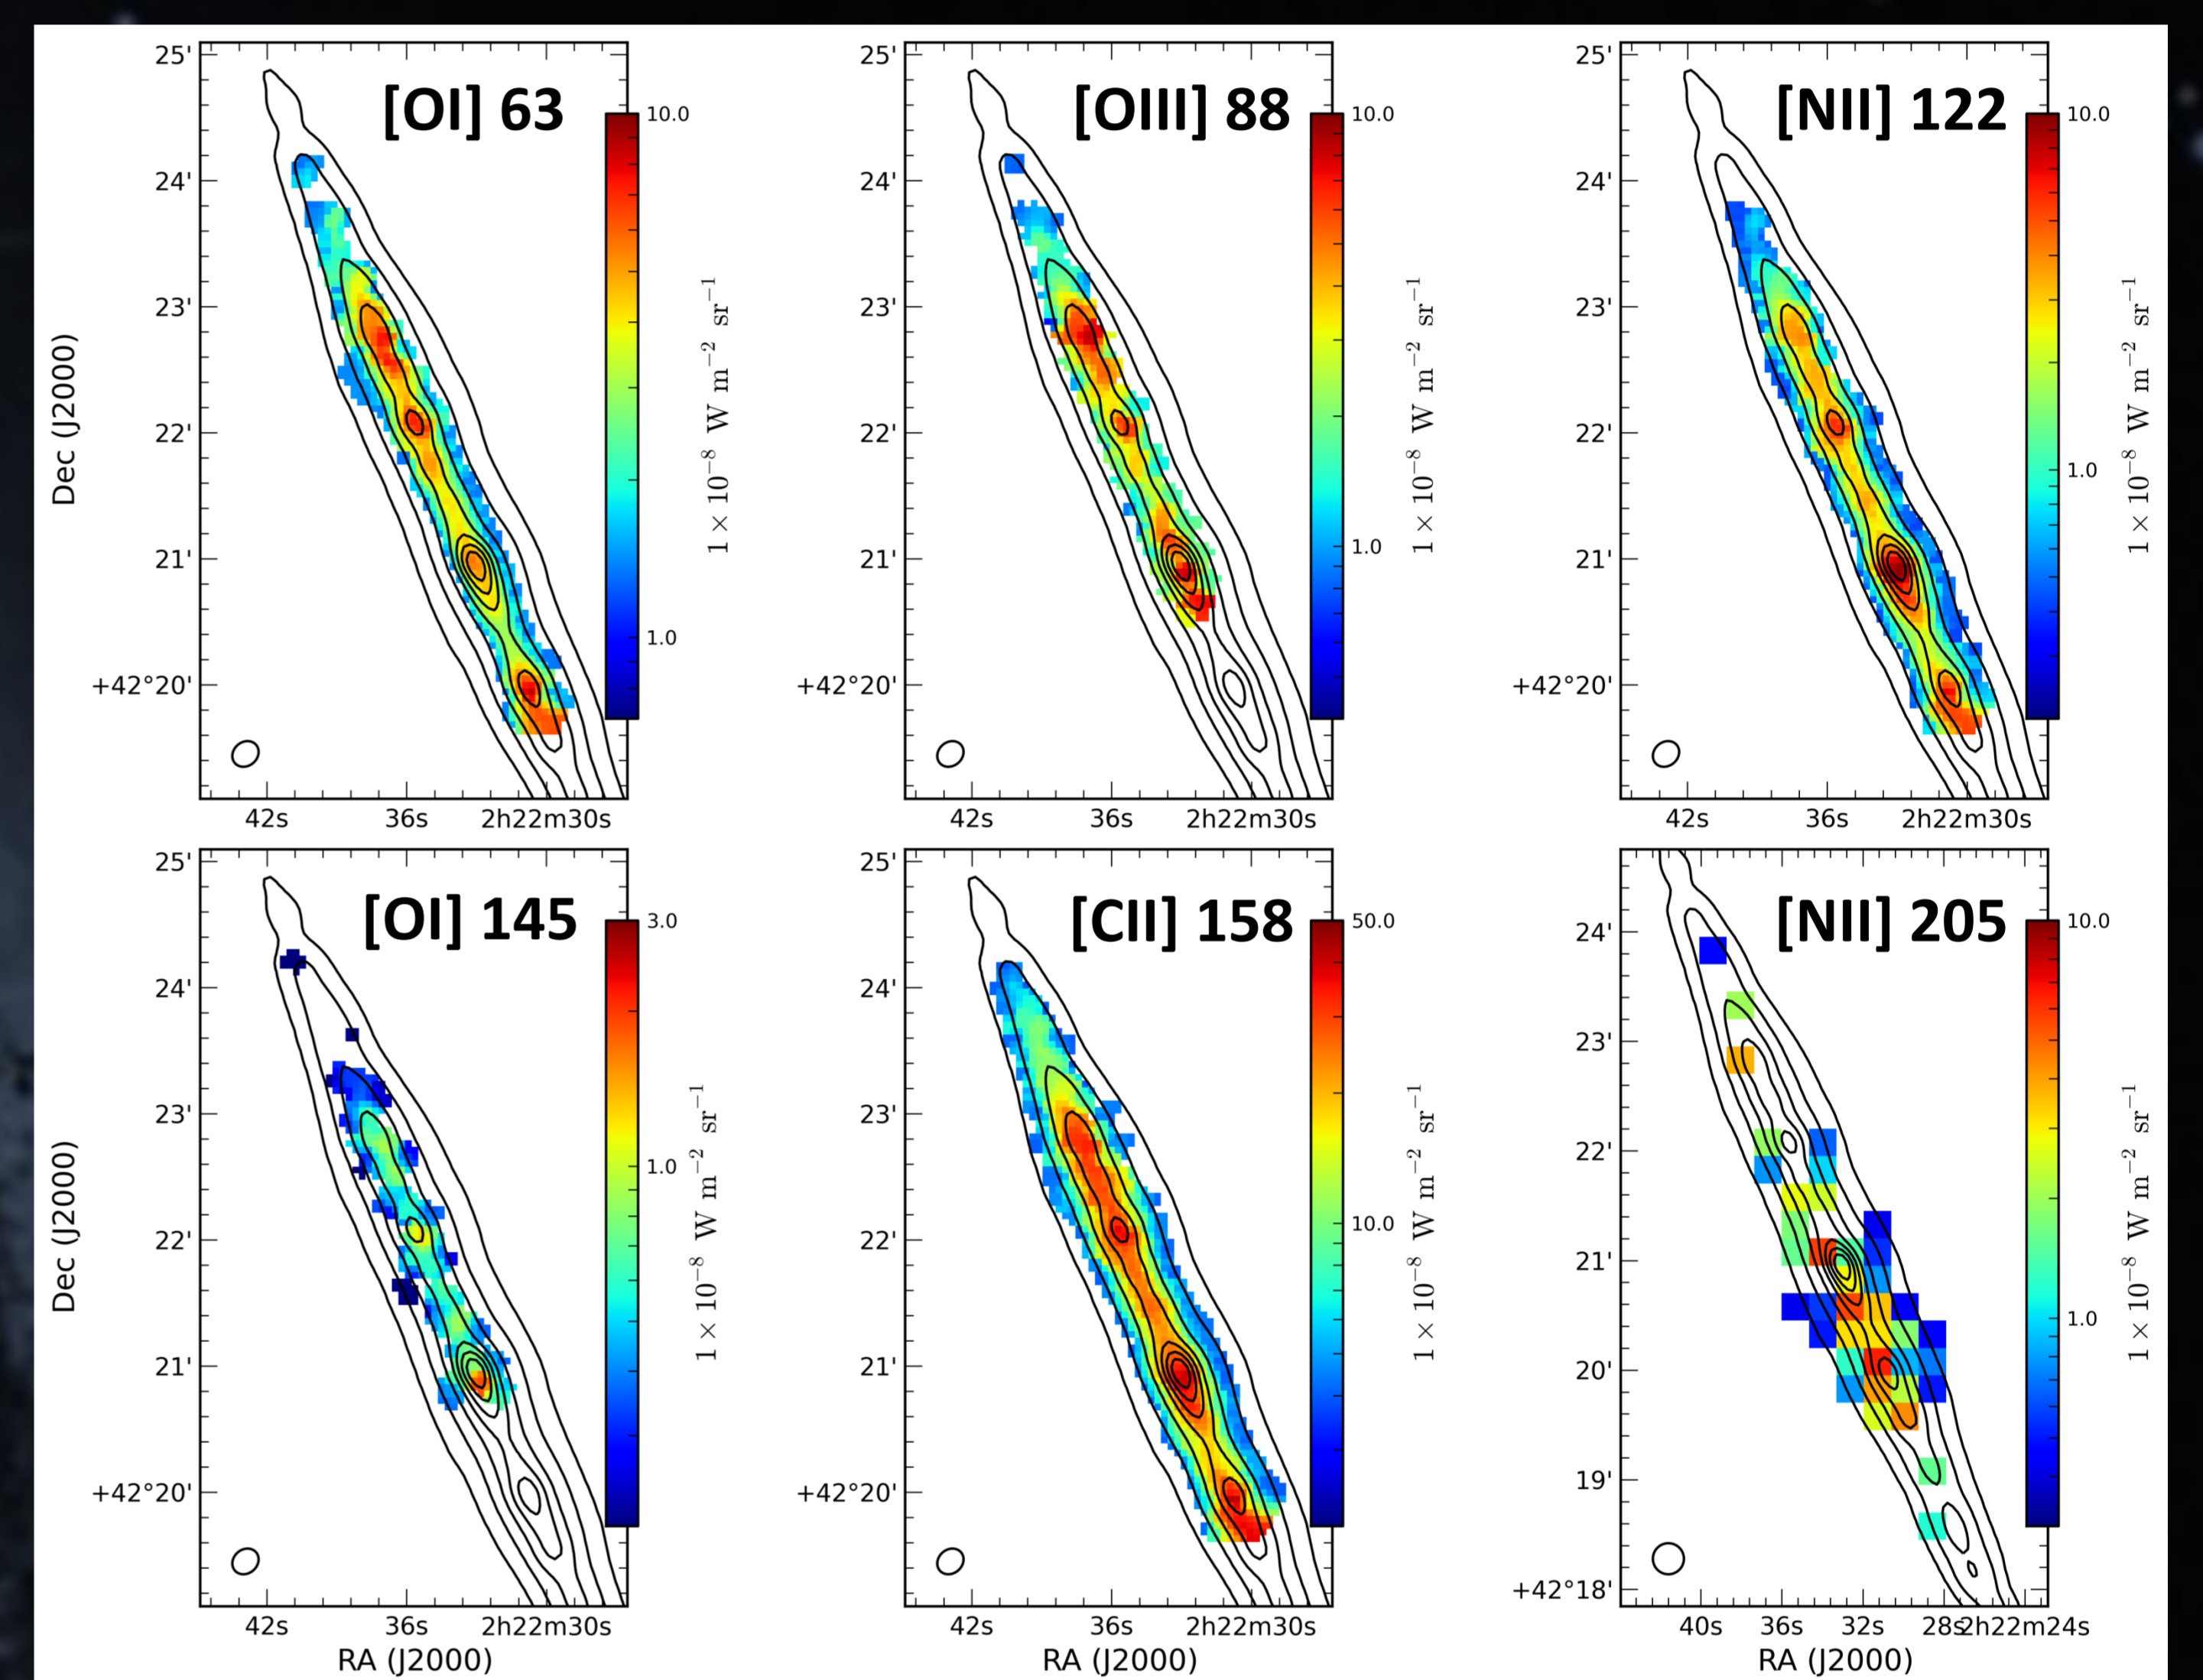 [OI] 63
25'
24'
23'
22'
21'
+42°20'
Dec (J2000)
42s
36s
2h22m30s
10.0
1.0
1 × 10−8 W m−2 sr−1
[OIII] 88
25'
24'
23'
22'
21'
+42°20'
42s
36s
2h22m30s
10.0
1.0
1 × 10−8 W m−2 sr−1
[NII] 122
25'
24'
23'
22'
21'
+42°20'
42s
36s
2h22m30s
10.0
1.0
1 × 10−8 W m−2 sr−1
[OI] 145
25'
24'
23'
22'
21'
+42°20'
Dec (J2000)
42s
36s
2h22m30s
RA (J2000)
3.0
1.0
1 × 10−8 W m−2 sr−1
[CII] 158
25'
24'
23'
22'
21'
+42°20'
42s
36s
2h22m30s
RA (J2000)
50.0
10.0
1 × 10−8 W m−2 sr−1
[NII] 205
24'
23'
22'
21'
20'
19'
+42°18'
40s
36s
32s
28s
2h22m24s
RA (J2000)
10.0
1.0
1 × 10−8 W m−2 sr−1